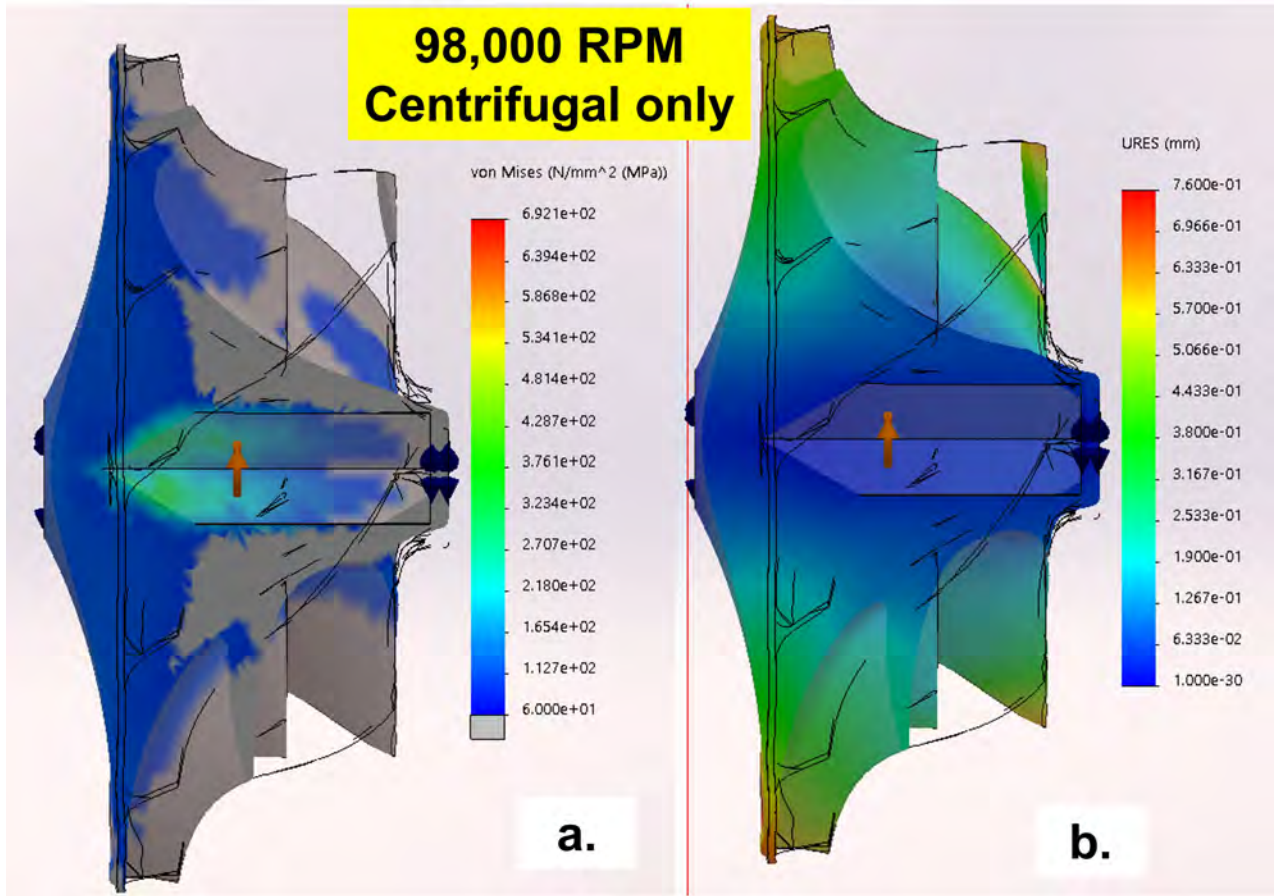 98,000 RPM
Centrifugal only
von Mises (N/mm^2 (MPa))
6.921e+02
6.394e+02
5.868e+02
5.341e+02
4.814e+02
4.287e+02
3.761e+02
3.234e+02
2.707e+02
2.180e+02
1.654e+02
1.127e+02
6.000e+01
a.
URES (mm)
7.600e-01
6.966e-01
6.333e-01
5.700e-01
5.066e-01
4.433e-01
3.800e-01
3.167e-01
2.533e-01
1.900e-01
1.267e-01
6.333e-02
1.000e-30
b.